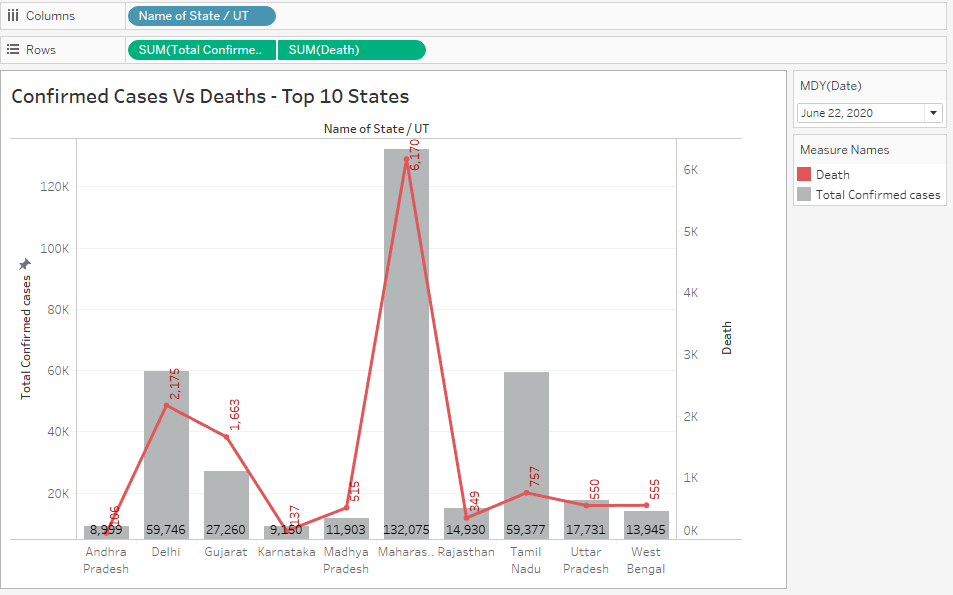 Columns
Name of State / UT
Rows
SUM(Total Confirme..
SUM(Death)
Confirmed Cases Vs Deaths - Top 10 States
Name of State / UT
MDY(Date)
June 22, 2020
Measure Names
Death
Total Confirmed cases
Total Confirmed cases
120K
100K
80K
60K
40K
20K
6K
5K
4K
3K
2K
1K
0K
Death
106
2,175
1,663
137
515
6,170
349
757
550
555
8,999
59,746
27,260
9,150
11,903
132,075
14,930
59,377
17,731
13,945
Andhra
Pradesh
Delhi
Gujarat
Karnataka
Madhya
Pradesh
Maharas..
Rajasthan
Tamil
Nadu
Uttar
Pradesh
West
Bengal